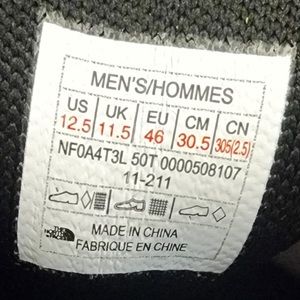 MEN'S/HOMMES
US UK EU CM CN
12.5 11.5 46 30.5 305(2.5)
NF0A4T3L 50T 0000508107
11-211
THE NORTH FACE
MADE IN CHINA
FABRIQUE EN CHINE